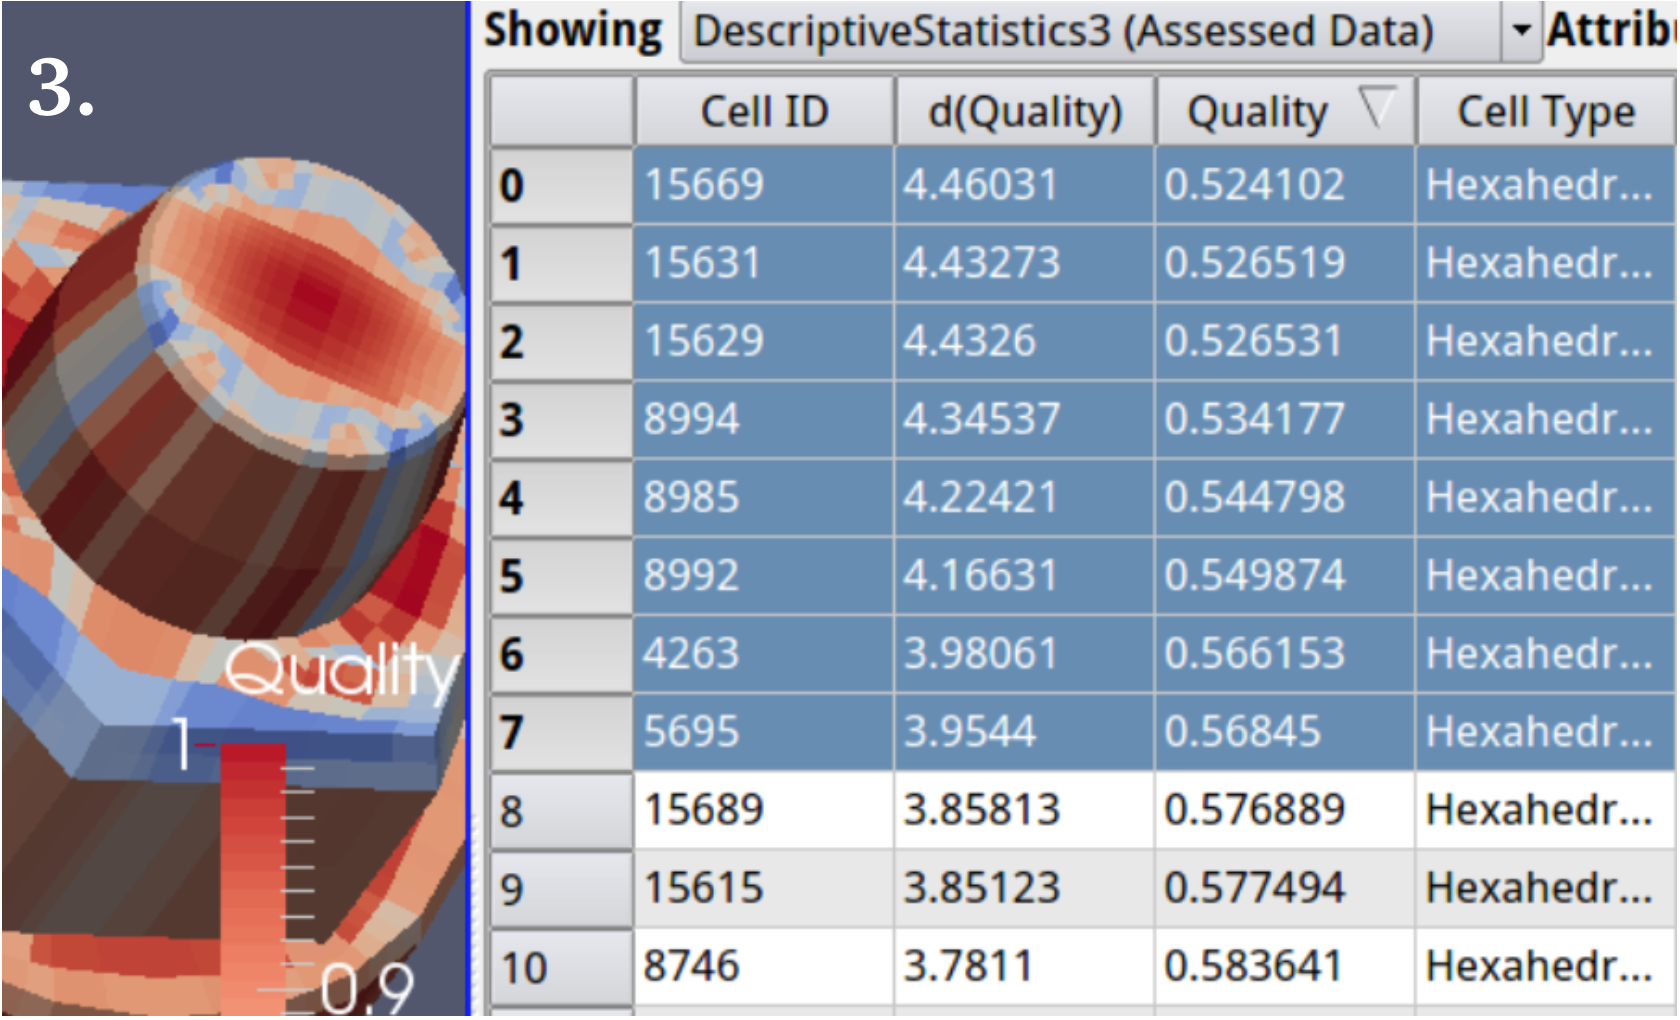 3.
Showing DescriptiveStatistics3 (Assessed Data) Attrib
Cell ID d(Quality) Quality Cell Type
0 15669 4.46031 0.524102 Hexahedr...
1 15631 4.43273 0.526519 Hexahedr...
2 15629 4.4326 0.526531 Hexahedr...
3 8994 4.34537 0.534177 Hexahedr...
4 8985 4.22421 0.544798 Hexahedr...
5 8992 4.16631 0.549874 Hexahedr...
6 4263 3.98061 0.566153 Hexahedr...
7 5695 3.9544 0.56845 Hexahedr...
8 15689 3.85813 0.576889 Hexahedr...
9 15615 3.85123 0.577494 Hexahedr...
10 8746 3.7811 0.583641 Hexahedr...
Quality
1
0.9